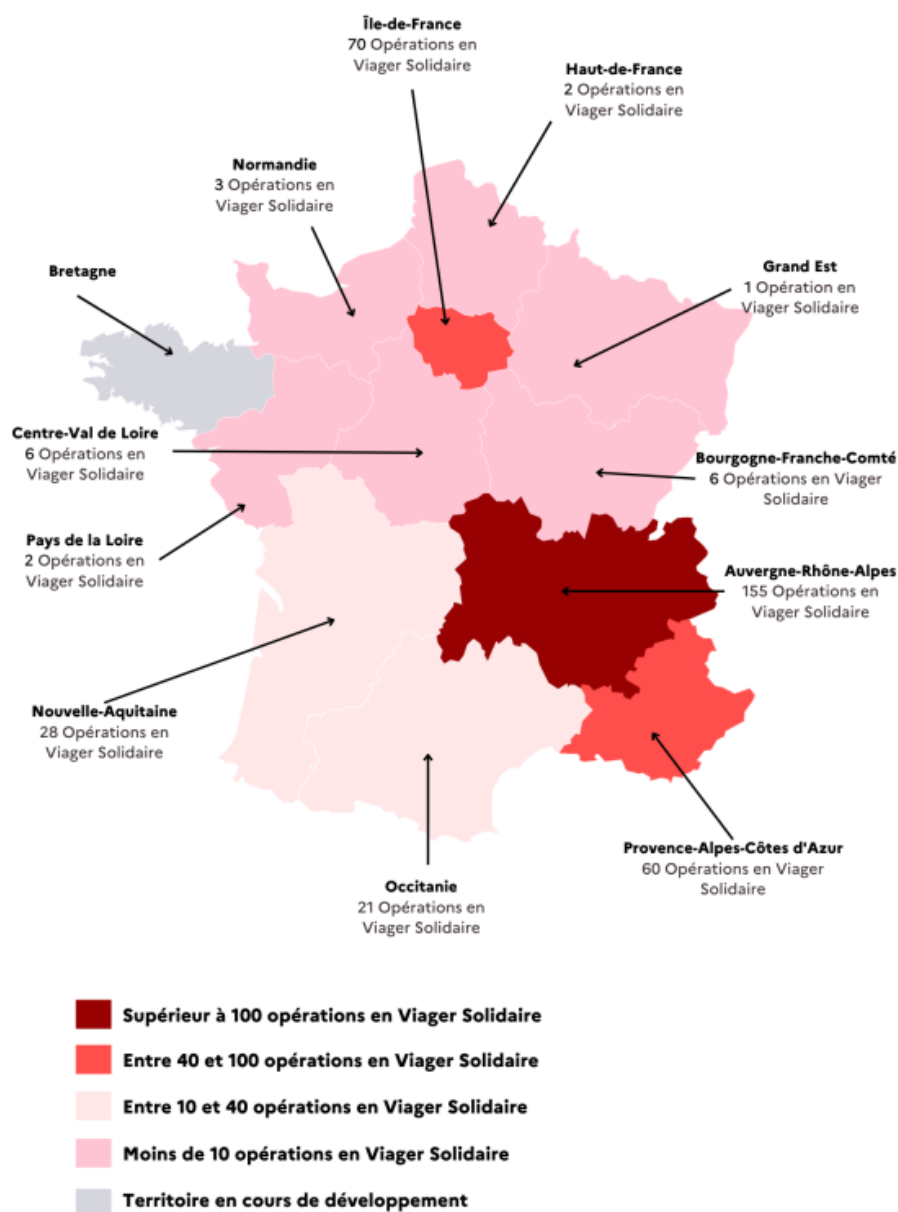 Île-de-France
70 Opérations en
Viager Solidaire
Haut-de-France
2 Opérations en
Viager Solidaire
Normandie
3 Opérations en
Viager Solidaire
Bretagne
Grand Est
1 Opération en
Viager Solidaire
Centre-Val de Loire
6 Opérations en
Viager Solidaire
Bourgogne-Franche-Comté
6 Opérations en Viager
Solidaire
Pays de la Loire
2 Opérations en
Viager Solidaire
Auvergne-Rhône-Alpes
155 Opérations en
Viager Solidaire
Nouvelle-Aquitaine
28 Opérations en
Viager Solidaire
Provence-Alpes-Côtes d'Azur
60 Opérations en Viager
Solidaire
Occitanie
21 Opérations en
Viager Solidaire
Supérieur à 100 opérations en Viager Solidaire
Entre 40 et 100 opérations en Viager Solidaire
Entre 10 et 40 opérations en Viager Solidaire
Moins de 10 opérations en Viager Solidaire
Territoire en cours de développement